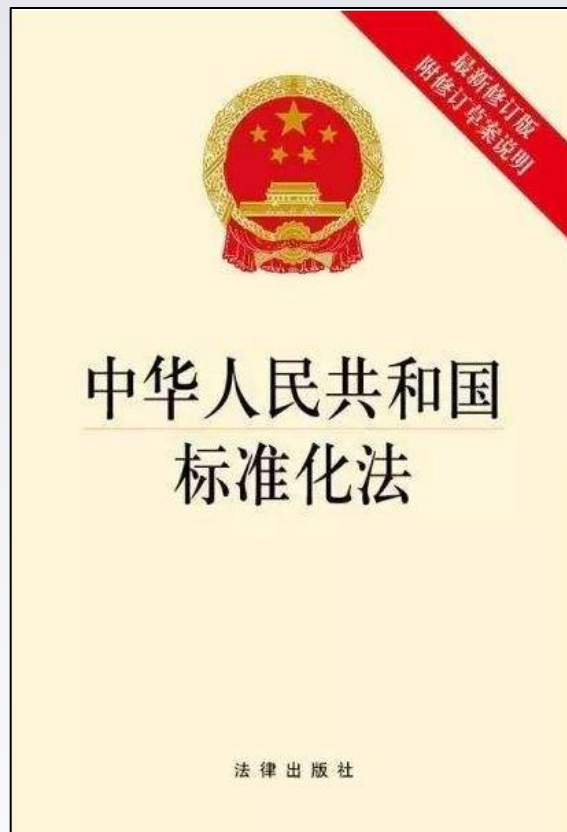 最新修订版
附修订草案说明
中华人民共和国
标准化法
法律出版社